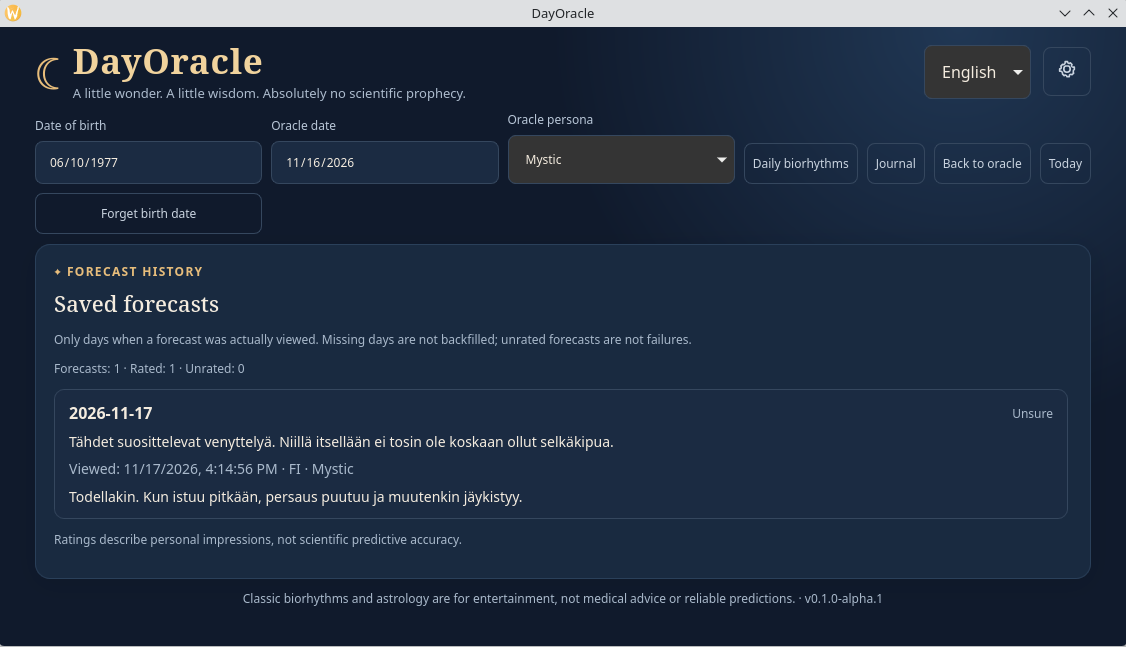 DayOracle
DayOracle
A little wonder. A little wisdom. Absolutely no scientific prophecy.
English
Date of birth
Oracle date
Oracle persona
06/10/1977
11/16/2026
Mystic
Daily biorhythms
Journal
Back to oracle
Today
Forget birth date
✦ FORECAST HISTORY
Saved forecasts
Only days when a forecast was actually viewed. Missing days are not backfilled; unrated forecasts are not failures.
Forecasts: 1 · Rated: 1 · Unrated: 0
2026-11-17
Unsure
Tähdet suosittelevat venyttelyä. Niillä itsellään ei tosin ole koskaan ollut selkäkipua.
Viewed: 11/17/2026, 4:14:56 PM · FI · Mystic
Todellakin. Kun istuu pitkään, persaus puutuu ja muutenkin jäykistyy.
Ratings describe personal impressions, not scientific predictive accuracy.
Classic biorhythms and astrology are for entertainment, not medical advice or reliable predictions. · v0.1.0-alpha.1